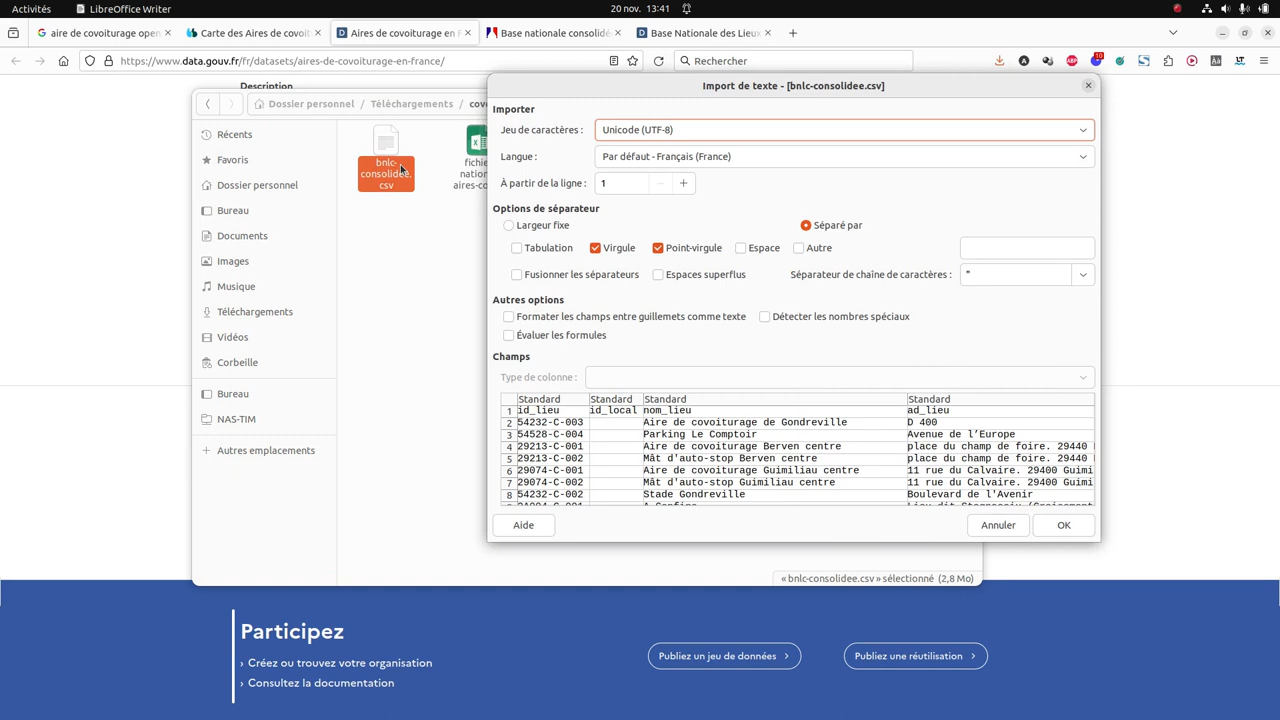 Activités LibreOffice Writer 20 nov. 13:41
aire de covoiturage open Carte des Aires de covoit Aires de covoiturage en F Base nationale consolidé Base Nationale des Lieux
https://www.data.gouv.fr/fr/datasets/aires-de-covoiturage-en-france/ Rechercher
Description
Dossier personnel / Téléchargements / cov
Récents
Favoris
Dossier personnel
Bureau
Documents
Images
Musique
Téléchargements
Vidéos
Corbeille
Bureau
NAS-TIM
Autres emplacements
bnlc-
consolidee.
csv
fichie
nation
aires-co
« bnlc-consolidee.csv » sélectionné (2,8 Mo)
Import de texte - [bnlc-consolidee.csv]
Importer
Jeu de caractères : Unicode (UTF-8)
Langue : Par défaut - Français (France)
À partir de la ligne : 1
Options de séparateur
Largeur fixe Séparé par
Tabulation Virgule Point-virgule Espace Autre
Fusionner les séparateurs Espaces superflus Séparateur de chaîne de caractères : "
Autres options
Formater les champs entre guillemets comme texte Détecter les nombres spéciaux
Évaluer les formules
Champs
Type de colonne :
Standard Standard Standard Standard
1 id_lieu id_local nom_lieu ad_lieu
2 54232-C-003 Aire de covoiturage de Gondreville D 400
3 54528-C-004 Parking Le Comptoir Avenue de l’Europe
4 29213-C-001 Aire de covoiturage Berven centre place du champ de foire. 29440
5 29213-C-002 Mât d'auto-stop Berven centre place du champ de foire. 29440
6 29074-C-001 Aire de covoiturage Guimiliau centre 11 rue du Calvaire. 29400 Guimi
7 29074-C-002 Mât d'auto-stop Guimiliau centre 11 rue du Calvaire. 29400 Guimi
8 54232-C-002 Stade Gondreville Boulevard de l'Avenir
Aide Annuler OK
Participez
› Créez ou trouvez votre organisation
› Consultez la documentation
Publiez un jeu de données Publiez une réutilisation